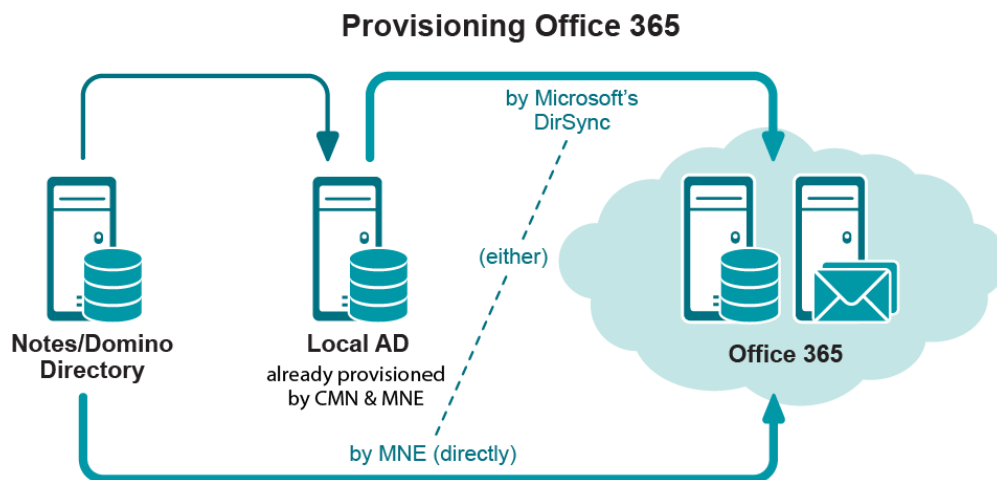 Provisioning Office 365
by Microsoft's
DirSync
(either)
Notes/Domino
Directory
Local AD
already provisioned
by CMN & MNE
Office 365
by MNE (directly)